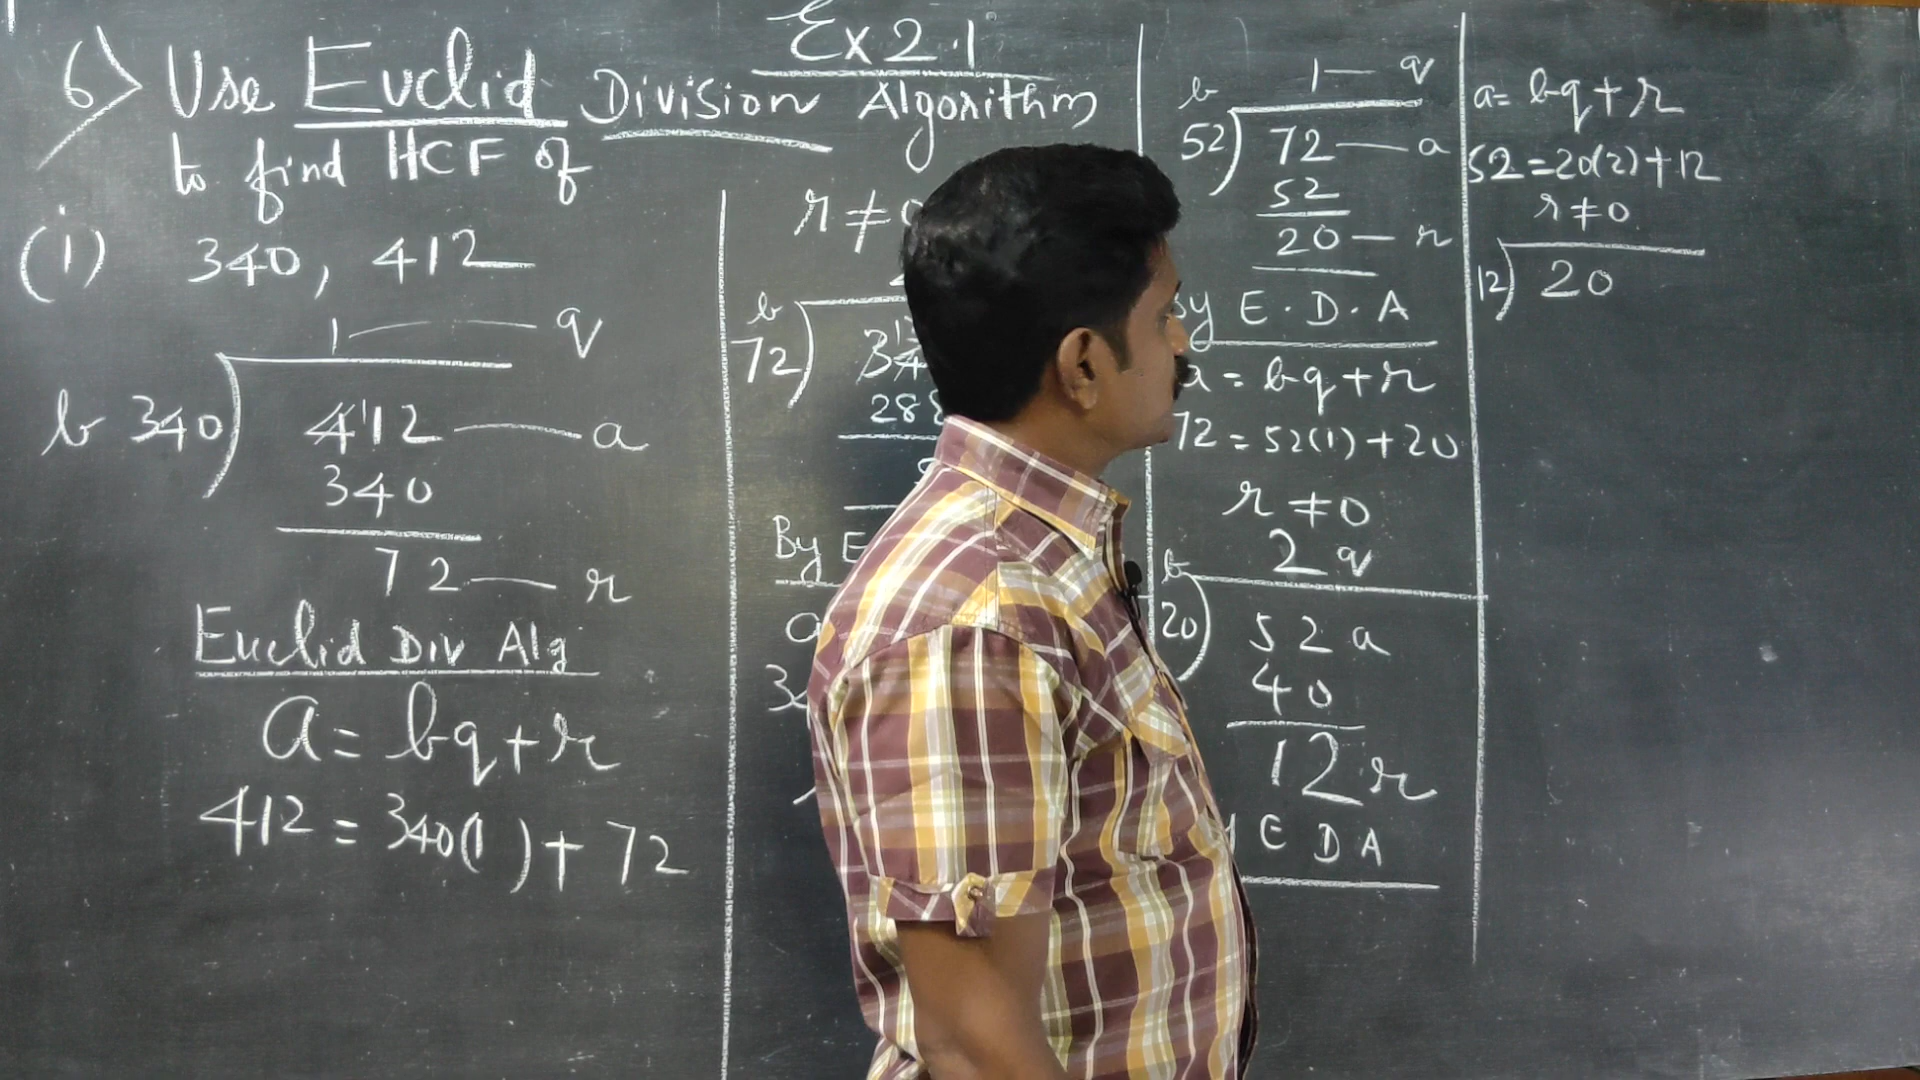 Ex 2.1
6) Use Euclid Division Algorithm
to find HCF of
(i) 340, 412
1 — q
b 340) 412 — a
340
72 — r
Euclid Div Alg
a = bq + r
412 = 340(1) + 72
r ≠
b
72)
288
By E
a
1 — q
b
52) 72 — a
52
20 — r
By E.D.A
a = bq + r
72 = 52(1) + 20
r ≠ 0
2 q
b
20) 52 a
40
12 r
E D A
a = bq + r
52 = 20(2) + 12
r ≠ 0
12) 20